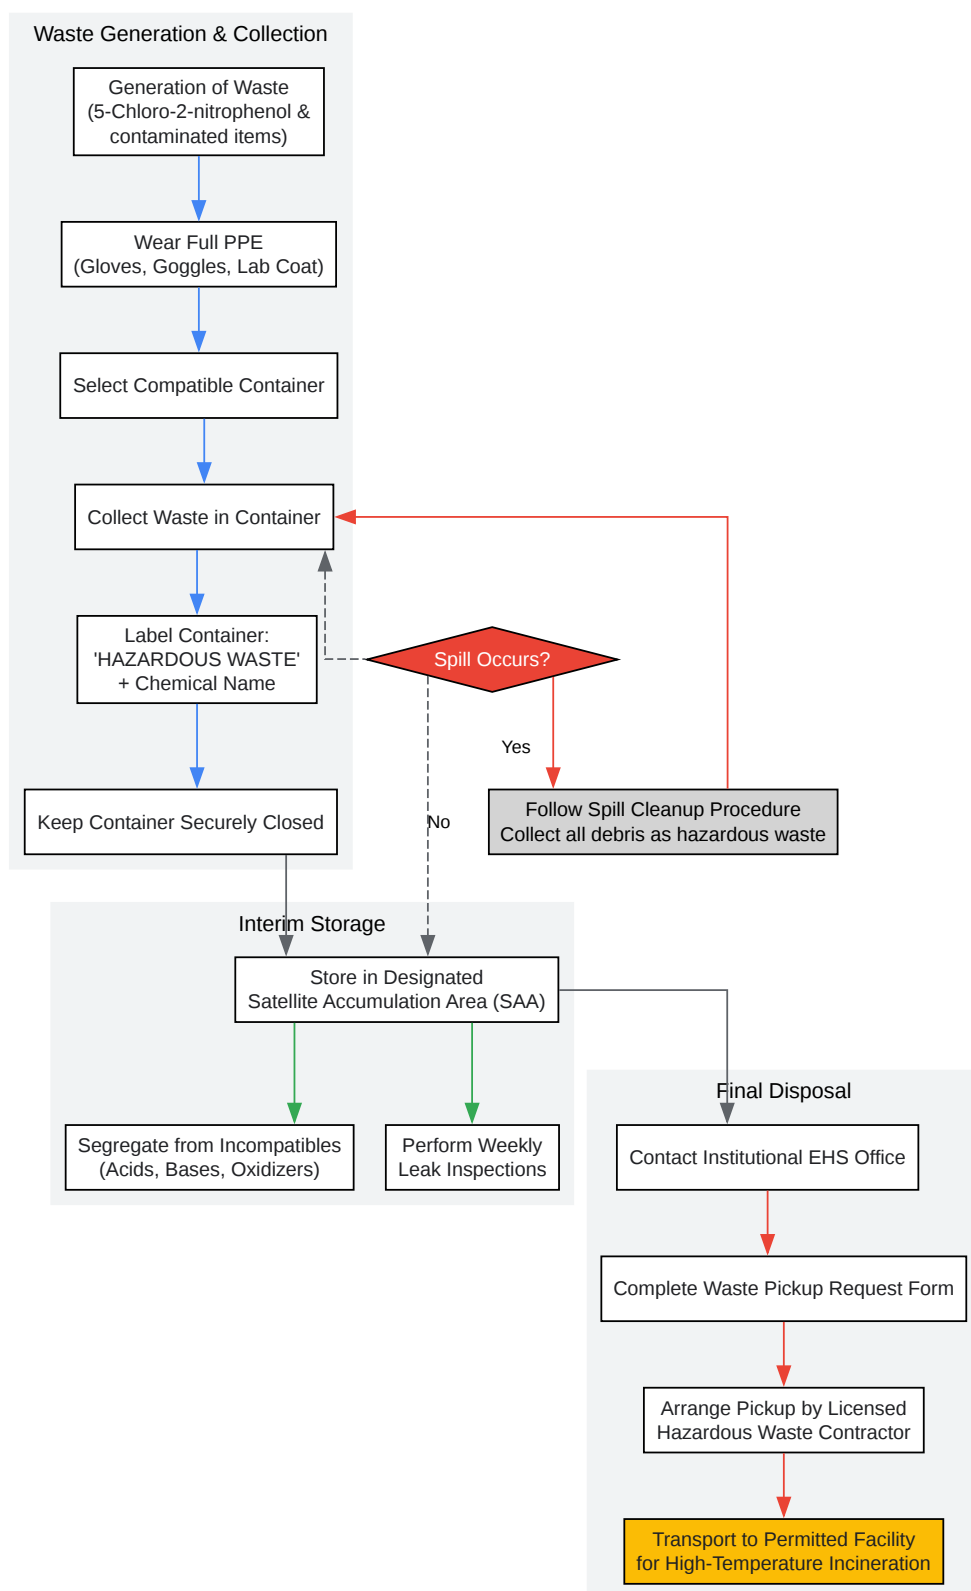 Waste Generation & Collection
Generation of Waste
(5-Chloro-2-nitrophenol &
contaminated items)
Wear Full PPE
(Gloves, Goggles, Lab Coat)
Select Compatible Container
Collect Waste in Container
Label Container:
'HAZARDOUS WASTE'
+ Chemical Name
Spill Occurs?
Yes
No
Keep Container Securely Closed
Follow Spill Cleanup Procedure
Collect all debris as hazardous waste
Interim Storage
Store in Designated
Satellite Accumulation Area (SAA)
Segregate from Incompatibles
(Acids, Bases, Oxidizers)
Perform Weekly
Leak Inspections
Final Disposal
Contact Institutional EHS Office
Complete Waste Pickup Request Form
Arrange Pickup by Licensed
Hazardous Waste Contractor
Transport to Permitted Facility
for High-Temperature Incineration